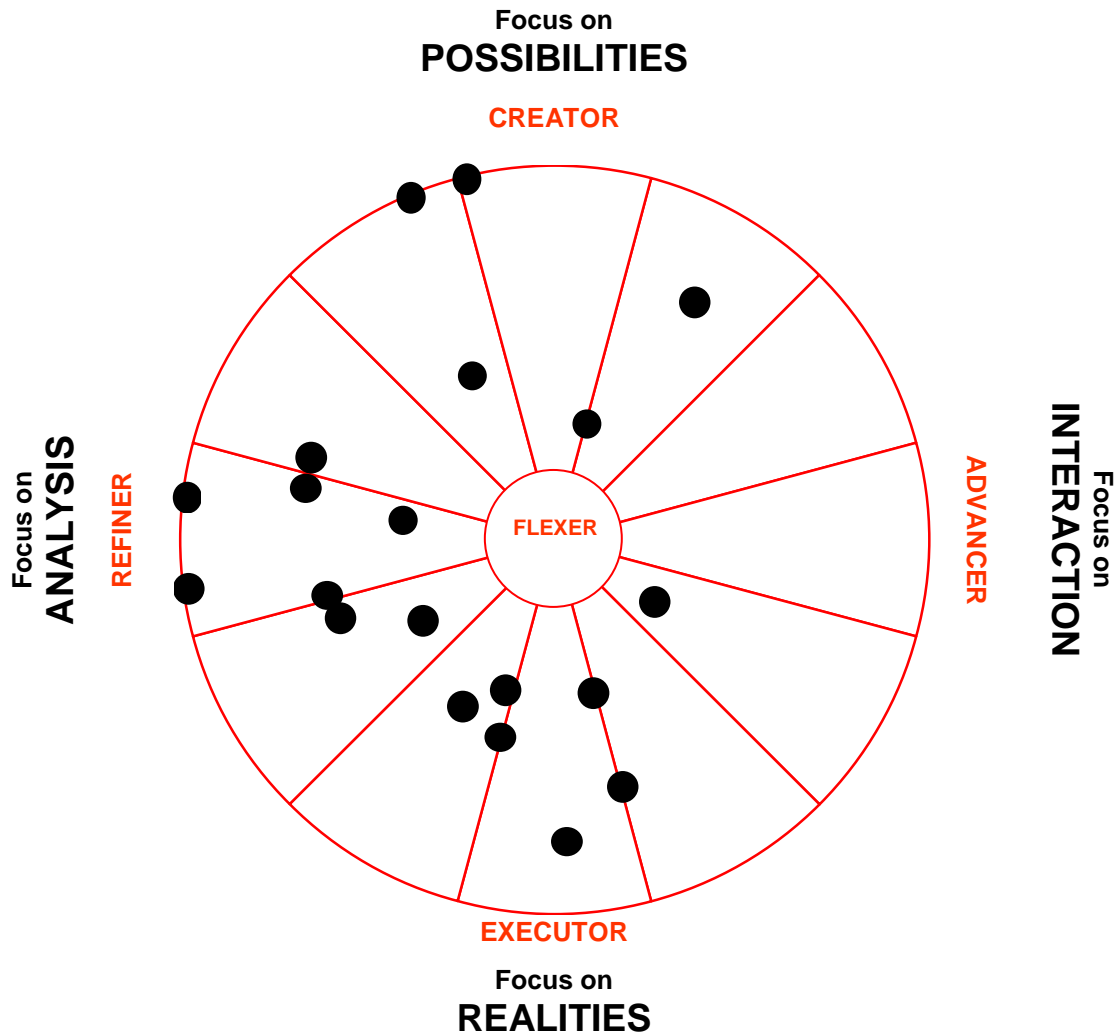 Focus on
POSSIBILITIES
CREATOR
Focus on
ANALYSIS
REFINER
FLEXER
ADVANCER
Focus on
INTERACTION
EXECUTOR
Focus on
REALITIES